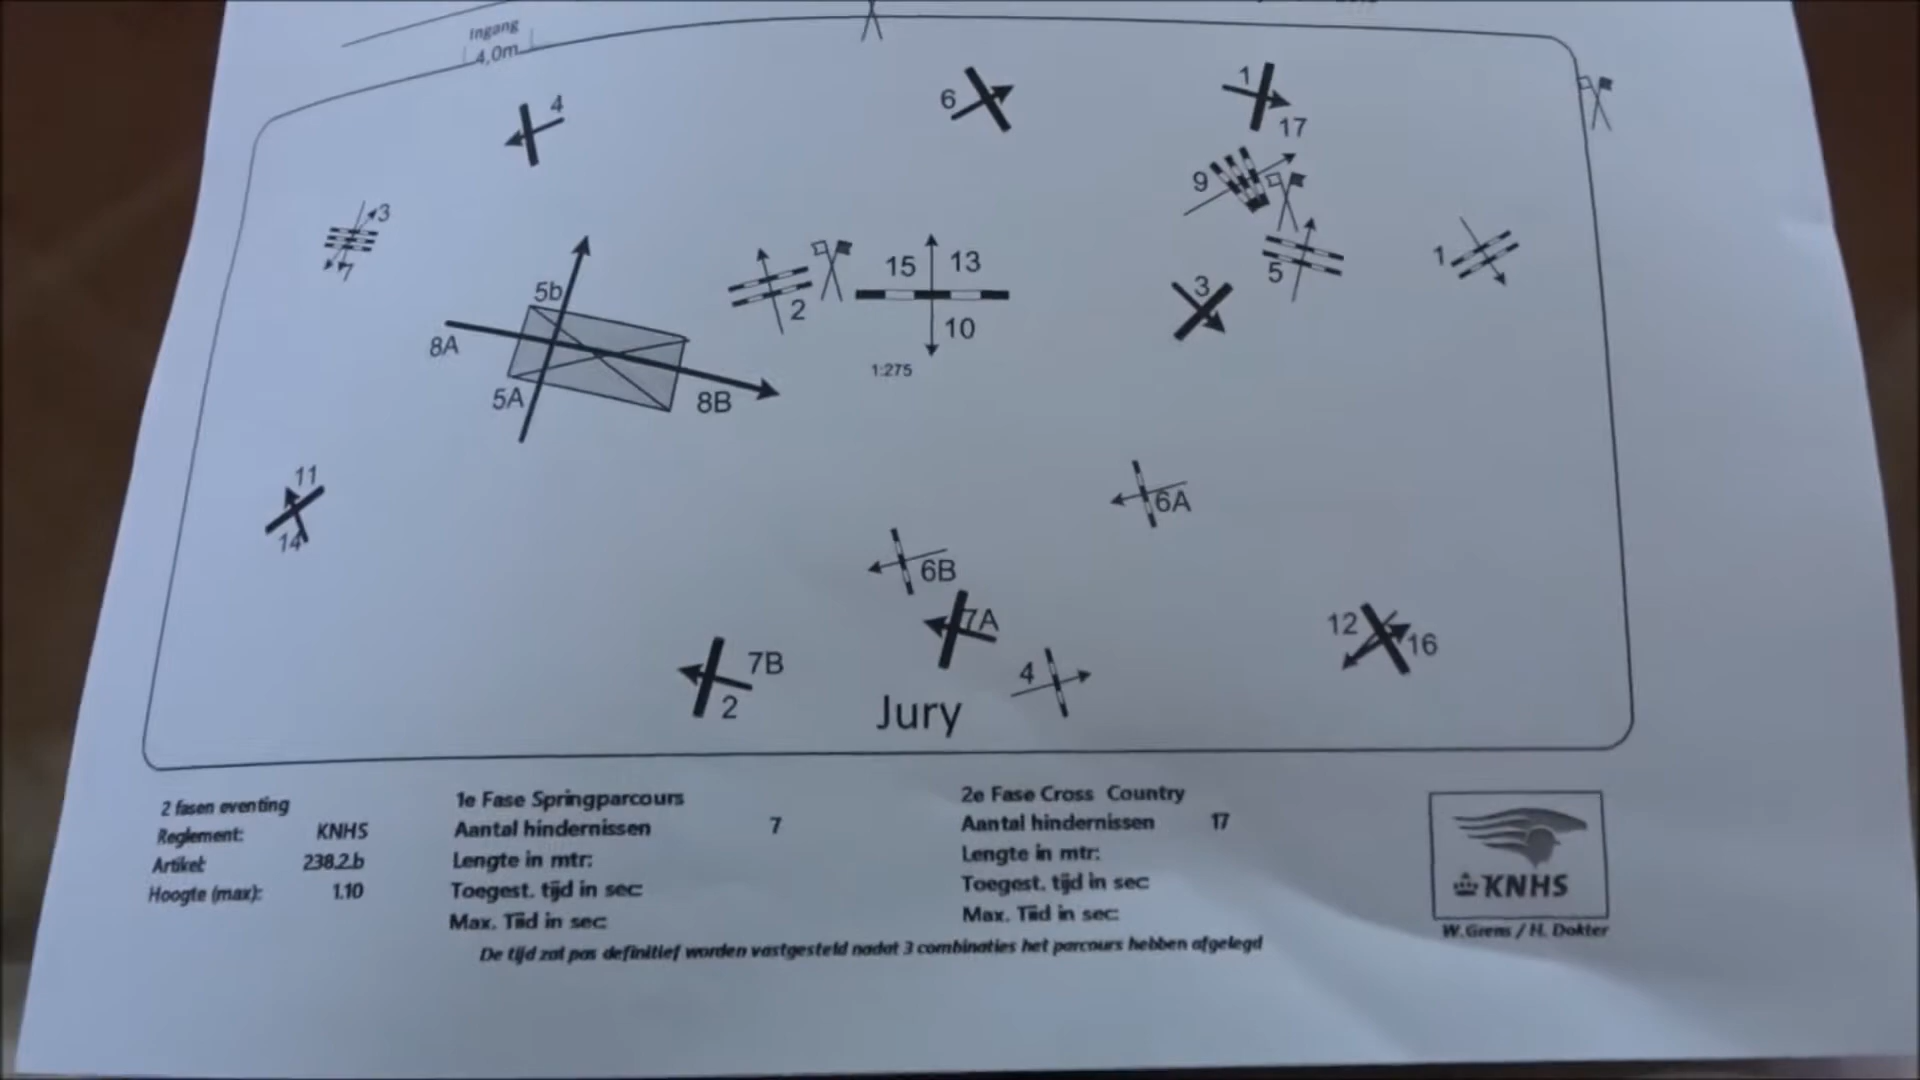 Ingang
4,0m
4
6
1
17
3
7
9
5
1
5b
2
15 13
10
3
8A
5A
8B
1:275
11
14
6A
6B
7A
12
16
7B
2
4
Jury
2 fasen eventing
Reglement: KNHS
Artikel: 238.2.b
Hoogte (max): 1.10
1e Fase Springparcours
Aantal hindernissen 7
Lengte in mtr:
Toegest. tijd in sec:
Max. Tijd in sec:
2e Fase Cross Country
Aantal hindernissen 17
Lengte in mtr:
Toegest. tijd in sec:
Max. Tijd in sec:
De tijd zal pas definitief worden vastgesteld nadat 3 combinaties het parcours hebben afgelegd
KNHS
W.Grens / H. Dokter